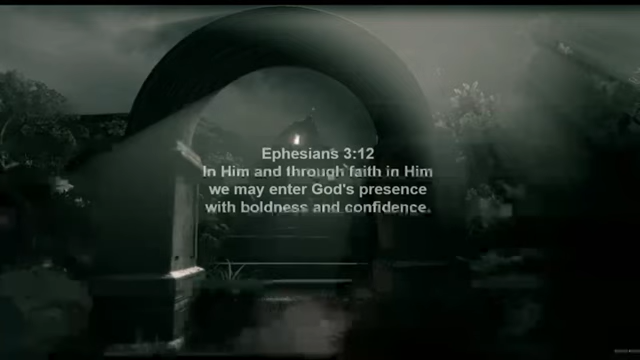 Ephesians 3:12
In Him and through faith in Him
we may enter God's presence
with boldness and confidence.